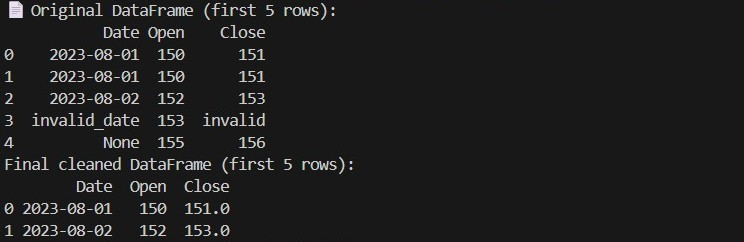 📄 Original DataFrame (first 5 rows):
           Date Open    Close
0    2023-08-01  150      151
1    2023-08-01  150      151
2    2023-08-02  152      153
3  invalid_date  153  invalid
4          None  155      156
Final cleaned DataFrame (first 5 rows):
        Date  Open  Close
0 2023-08-01   150  151.0
1 2023-08-02   152  153.0